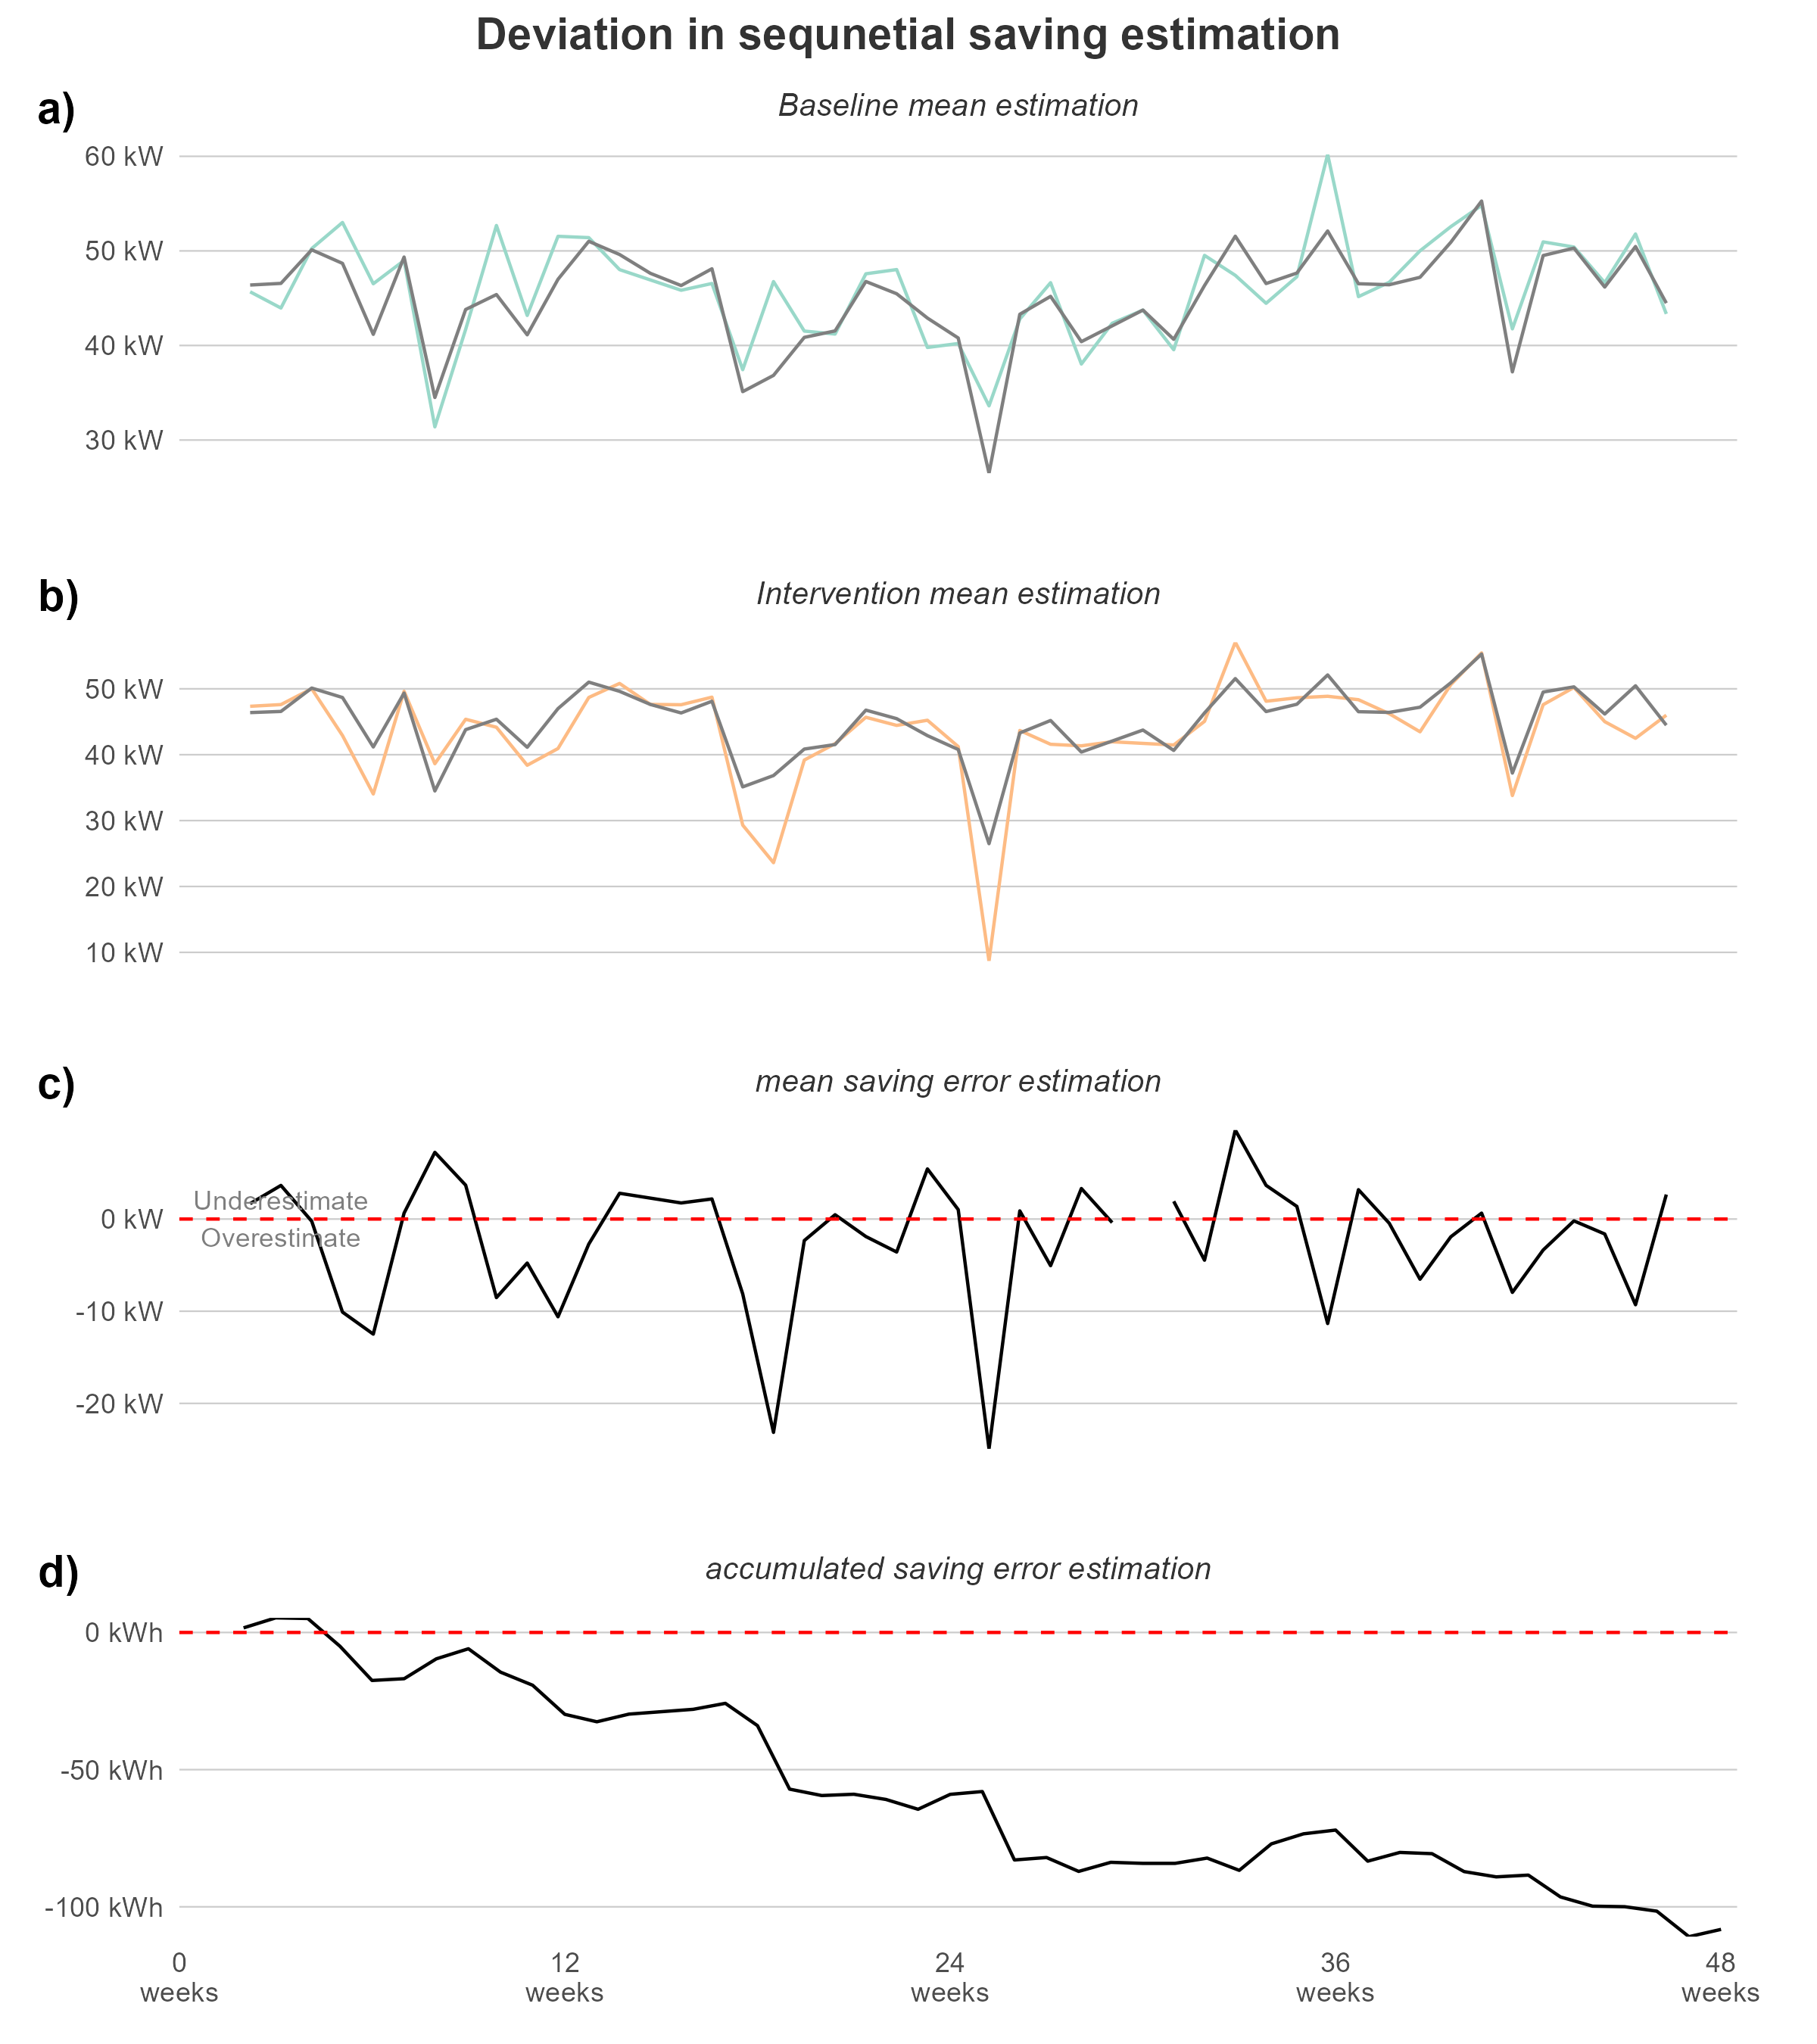 Deviation in sequnetial saving estimation
a)
Baseline mean estimation
60 kW
50 kW
40 kW
30 kW
b)
Intervention mean estimation
50 kW
40 kW
30 kW
20 kW
10 kW
c)
mean saving error estimation
Underestimate
0 kW
Overestimate
-10 kW
-20 kW
d)
accumulated saving error estimation
0 kWh
-50 kWh
-100 kWh
0 12 24 36 48
weeks weeks weeks weeks weeks